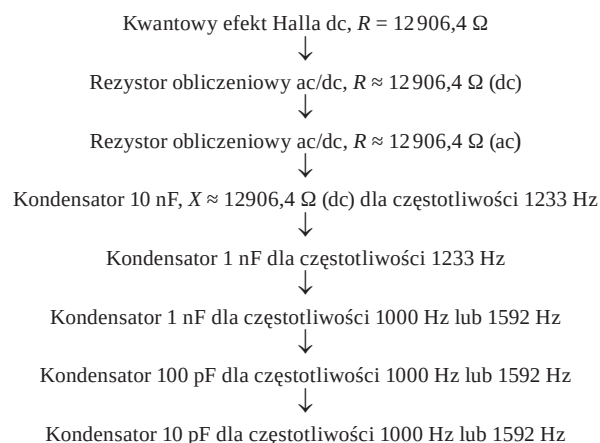 Kwantowy efekt Halla dc, R = 12 906,4 Ω
↓
Rezystor obliczeniowy ac/dc, R ≈ 12 906,4 Ω (dc)
↓
Rezystor obliczeniowy ac/dc, R ≈ 12 906,4 Ω (ac)
↓
Kondensator 10 nF, X ≈ 12906,4 Ω (dc) dla częstotliwości 1233 Hz
↓
Kondensator 1 nF dla częstotliwości 1233 Hz
↓
Kondensator 1 nF dla częstotliwości 1000 Hz lub 1592 Hz
↓
Kondensator 100 pF dla częstotliwości 1000 Hz lub 1592 Hz
↓
Kondensator 10 pF dla częstotliwości 1000 Hz lub 1592 Hz